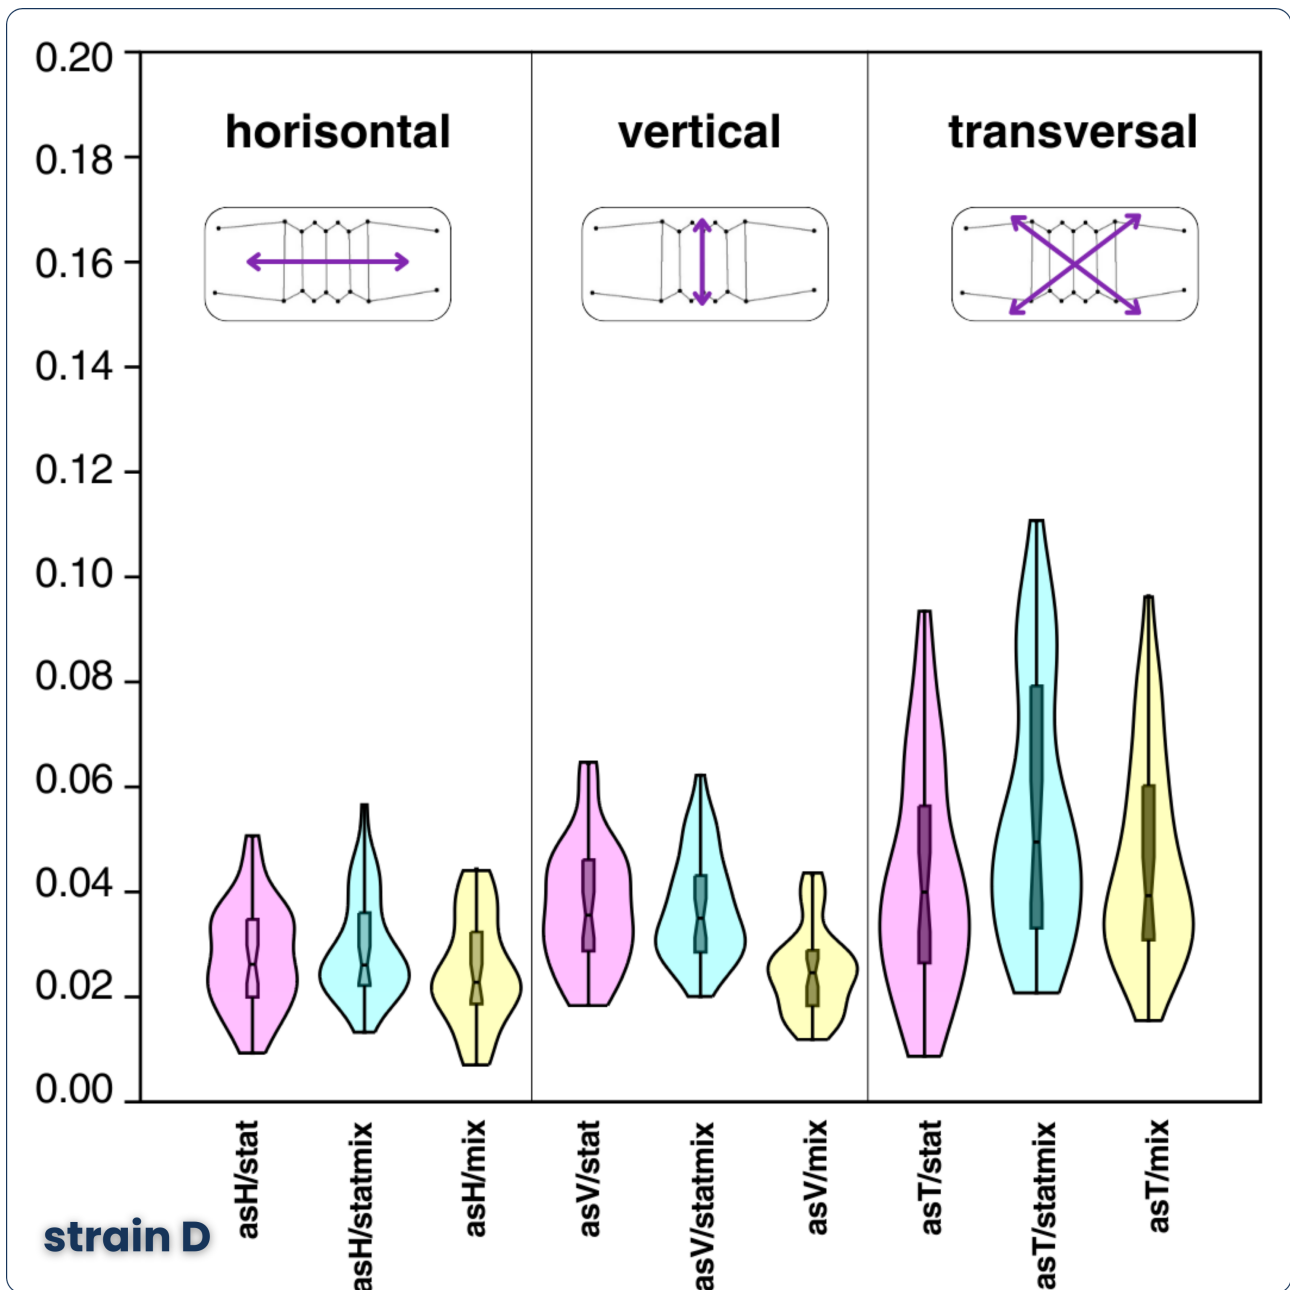 0.20
0.18
0.16
0.14
0.12
0.10
0.08
0.06
0.04
0.02
0.00
horisontal
vertical
transversal
asH/stat
asH/statmix
asH/mix
asV/stat
asV/statmix
asV/mix
asT/stat
asT/statmix
asT/mix
strain D